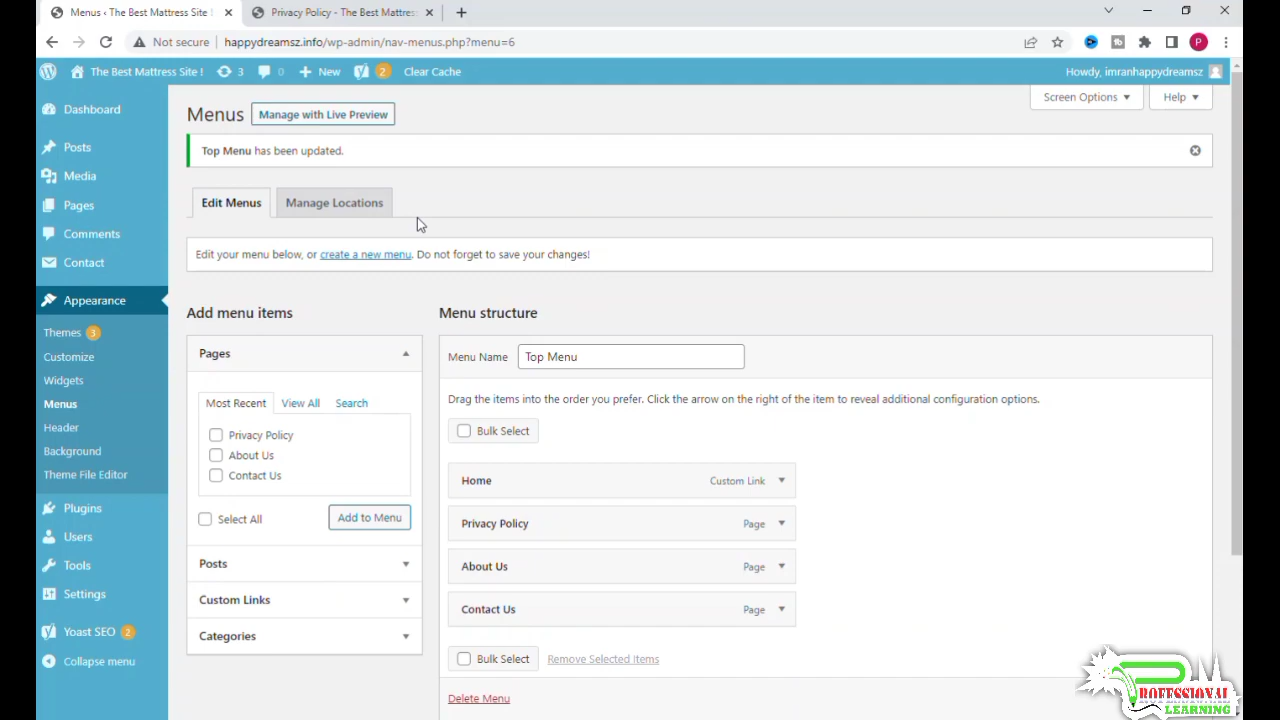 Menus ‹ The Best Mattress Site !
Privacy Policy - The Best Mattres
Not secure happydreamsz.info/wp-admin/nav-menus.php?menu=6
P
The Best Mattress Site ! 3 0 New 2 Clear Cache Howdy, imranhappydreamsz
Dashboard
Posts
Media
Pages
Comments
Contact
Appearance
Themes 3
Customize
Widgets
Menus
Header
Background
Theme File Editor
Plugins
Users
Tools
Settings
Yoast SEO 2
Collapse menu
Screen Options Help
Menus Manage with Live Preview
Top Menu has been updated.
Edit Menus Manage Locations
Edit your menu below, or create a new menu. Do not forget to save your changes!
Add menu items
Pages
Most Recent View All Search
Privacy Policy
About Us
Contact Us
Select All Add to Menu
Posts
Custom Links
Categories
Menu structure
Menu Name Top Menu
Drag the items into the order you prefer. Click the arrow on the right of the item to reveal additional configuration options.
Bulk Select
Home Custom Link
Privacy Policy Page
About Us Page
Contact Us Page
Bulk Select Remove Selected Items
Delete Menu
ROFESSIONAL
LEARNING